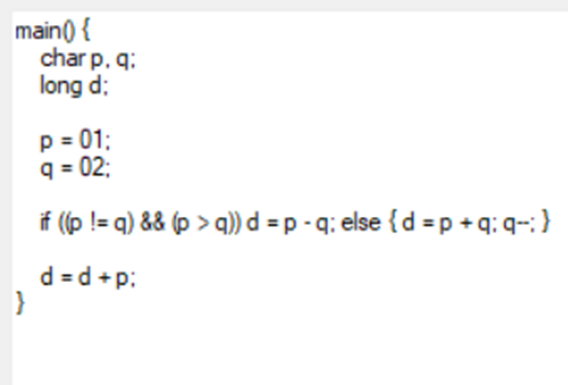 main() {
char p, q;
long d;
p = 01;
q = 02;
if ((p != q) && (p > q)) d = p - q; else { d = p + q; q--; }
d = d + p;
}